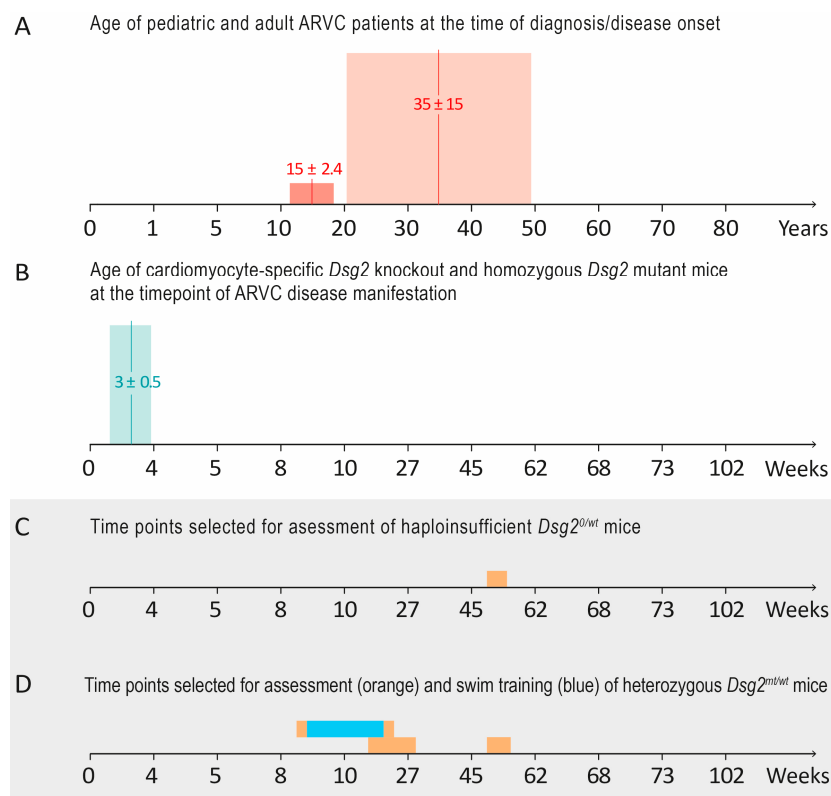 A
Age of pediatric and adult ARVC patients at the time of diagnosis/disease onset
35 ± 15
15 ± 2.4
0 1 5 10 20 30 40 50 60 70 80 Years
B
Age of cardiomyocyte-specific Dsg2 knockout and homozygous Dsg2 mutant mice
at the timepoint of ARVC disease manifestation
3 ± 0.5
0 4 5 8 10 27 45 62 68 73 102 Weeks
C
Time points selected for asessment of haploinsufficient Dsg2^0/wt mice
0 4 5 8 10 27 45 62 68 73 102 Weeks
D
Time points selected for assessment (orange) and swim training (blue) of heterozygous Dsg2^mt/wt mice
0 4 5 8 10 27 45 62 68 73 102 Weeks